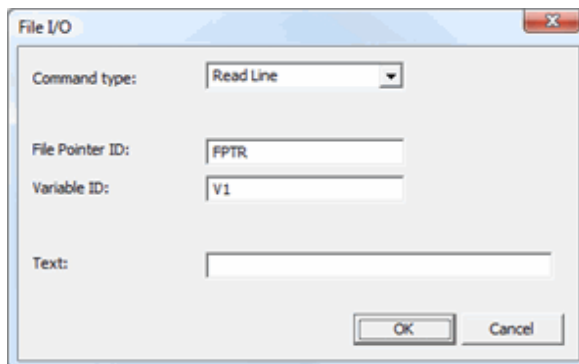 File I/O
Command type: Read Line
File Pointer ID: FPTR
Variable ID: V1
Text:
OK Cancel